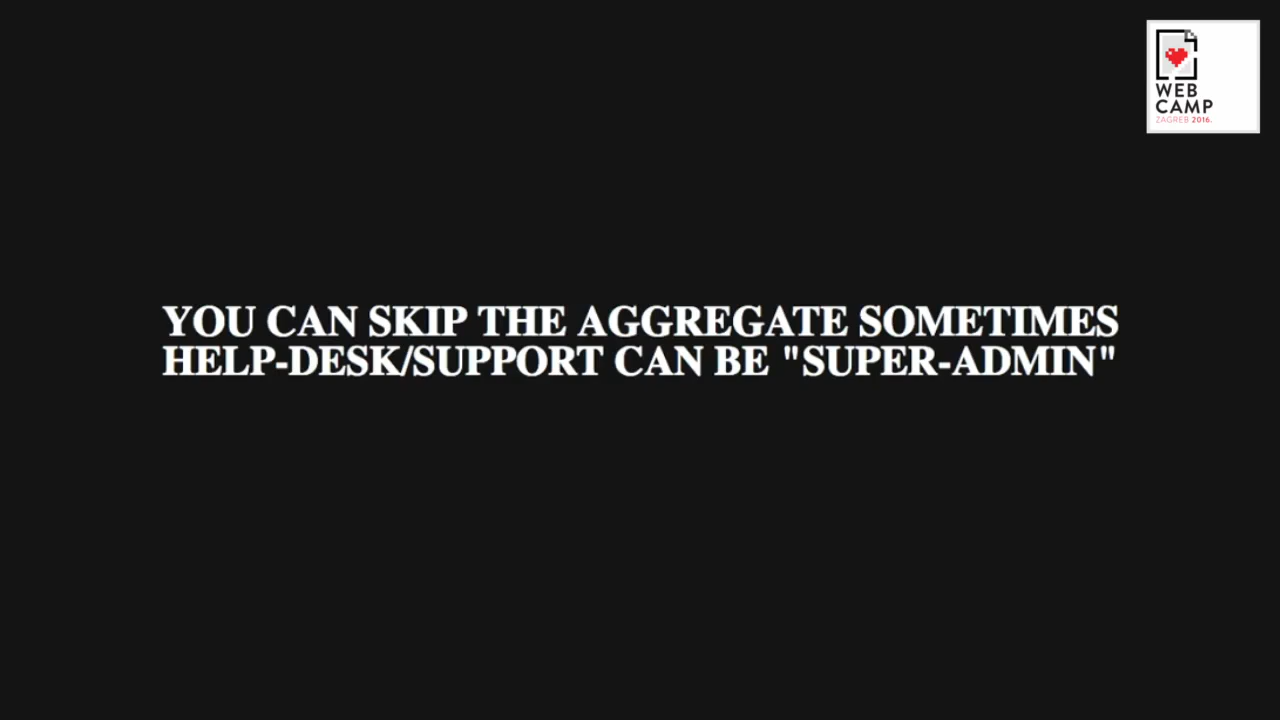 WEB
CAMP
ZAGREB 2016.
YOU CAN SKIP THE AGGREGATE SOMETIMES
HELP-DESK/SUPPORT CAN BE "SUPER-ADMIN"